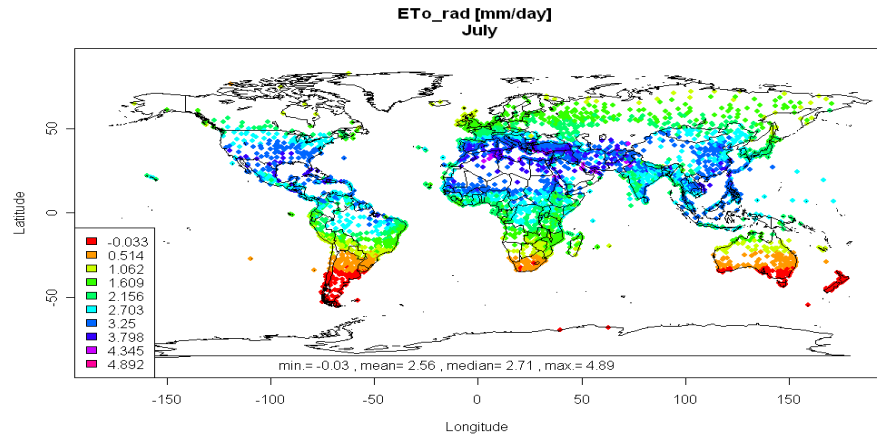 ETo_rad [mm/day]
July
Latitude
50
0
-50
-0.033
0.514
1.062
1.609
2.156
2.703
3.25
3.798
4.345
4.892
min.= -0.03 , mean= 2.56 , median= 2.71 , max.= 4.89
-150 -100 -50 0 50 100 150
Longitude